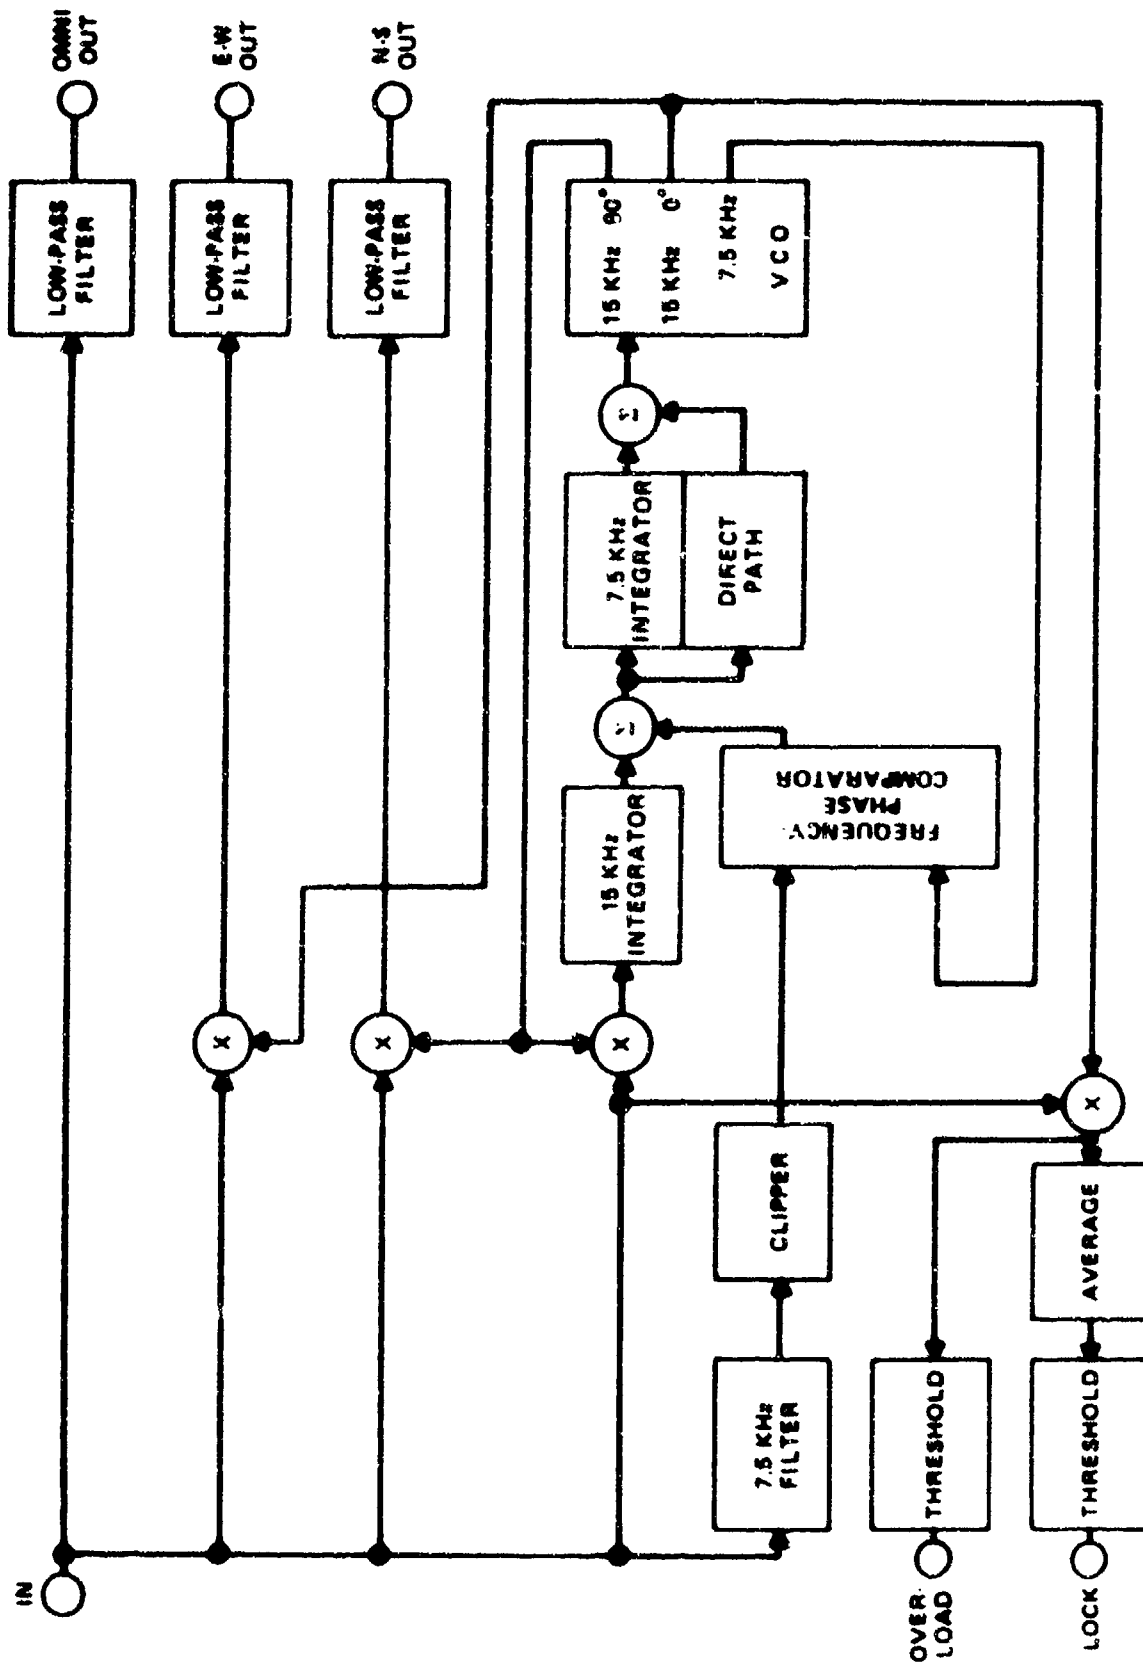 IN
OMNI
OUT
LOW-PASS
FILTER
E-W
OUT
LOW-PASS
FILTER
N-S
OUT
LOW-PASS
FILTER
X
X
X
15 KHz
INTEGRATOR
Σ
7.5 KHz
INTEGRATOR
DIRECT
PATH
Σ
15 KHz 90°
15 KHz 0°
7.5 KHz
VCO
FREQUENCY-
PHASE
COMPARATOR
7.5 KHz
FILTER
CLIPPER
OVER-
LOAD
THRESHOLD
LOCK
THRESHOLD
AVERAGE
X